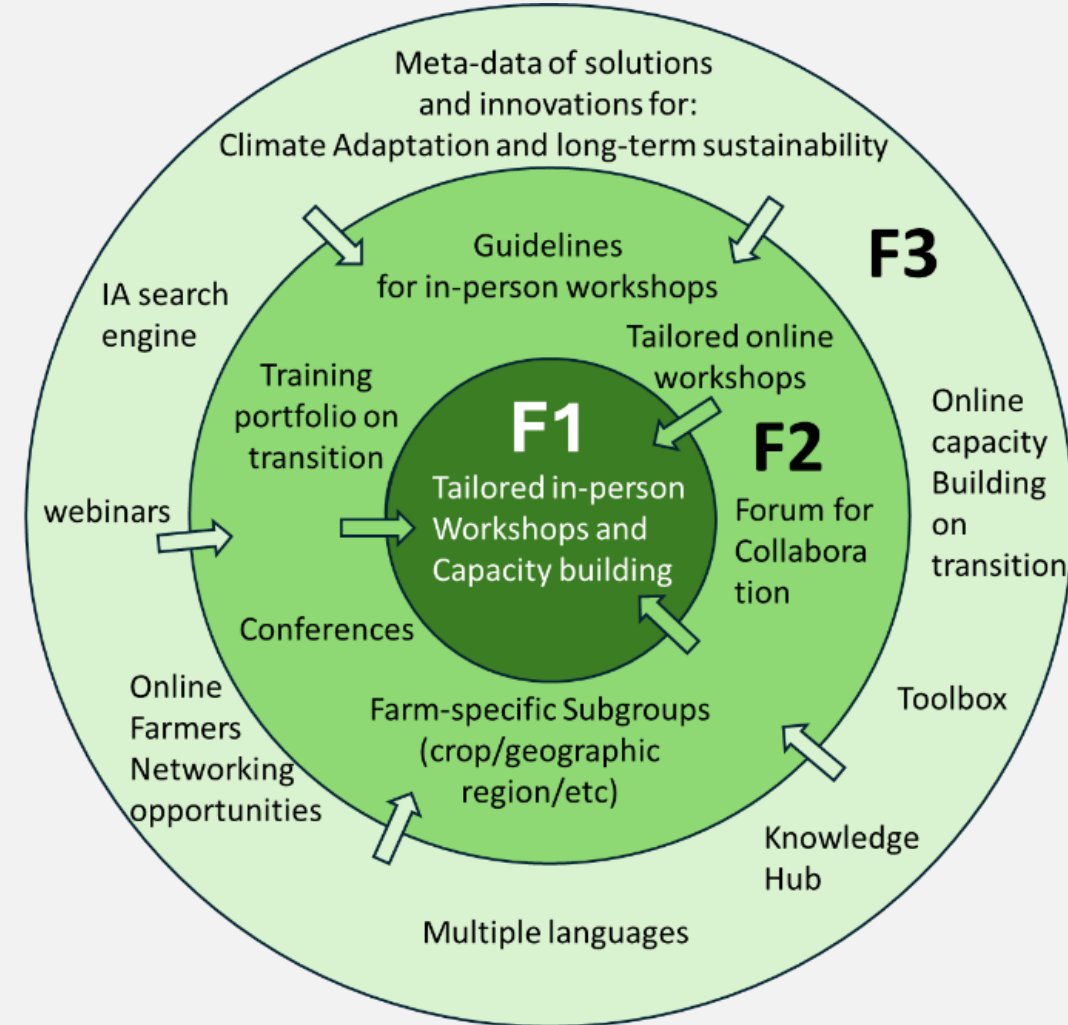 Meta-data of solutions
and innovations for:
Climate Adaptation and long-term sustainability
F3
IA search
engine
webinars
Online
Farmers
Networking
opportunities
Multiple languages
Knowledge
Hub
Toolbox
Online
capacity
Building
on
transition
Guidelines
for in-person workshops
Tailored online
workshops
F2
Forum for
Collabora
tion
Training
portfolio on
transition
Conferences
Farm-specific Subgroups
(crop/geographic
region/etc)
F1
Tailored in-person
Workshops and
Capacity building